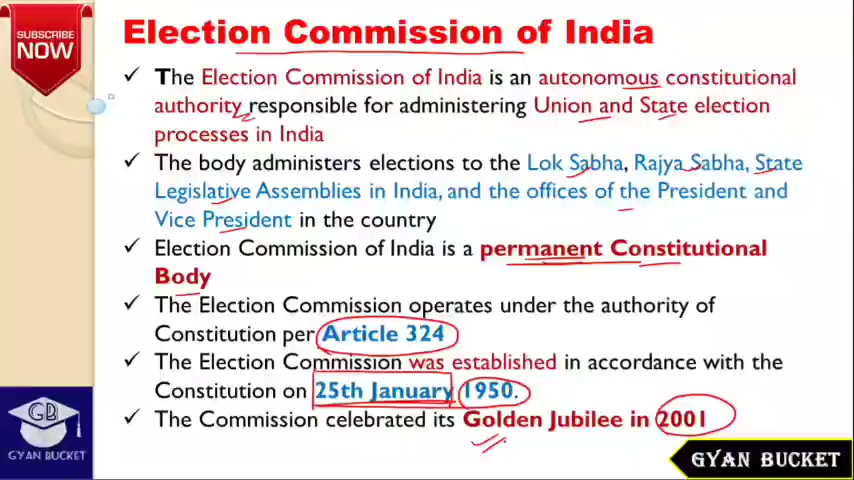 SUBSCRIBE
NOW
Election Commission of India
✓ The Election Commission of India is an autonomous constitutional
authority responsible for administering Union and State election
processes in India
✓ The body administers elections to the Lok Sabha, Rajya Sabha, State
Legislative Assemblies in India, and the offices of the President and
Vice President in the country
✓ Election Commission of India is a permanent Constitutional
Body
✓ The Election Commission operates under the authority of
Constitution per Article 324
✓ The Election Commission was established in accordance with the
Constitution on 25th January 1950.
✓ The Commission celebrated its Golden Jubilee in 2001
GB
GYAN BUCKET
GYAN BUCKET